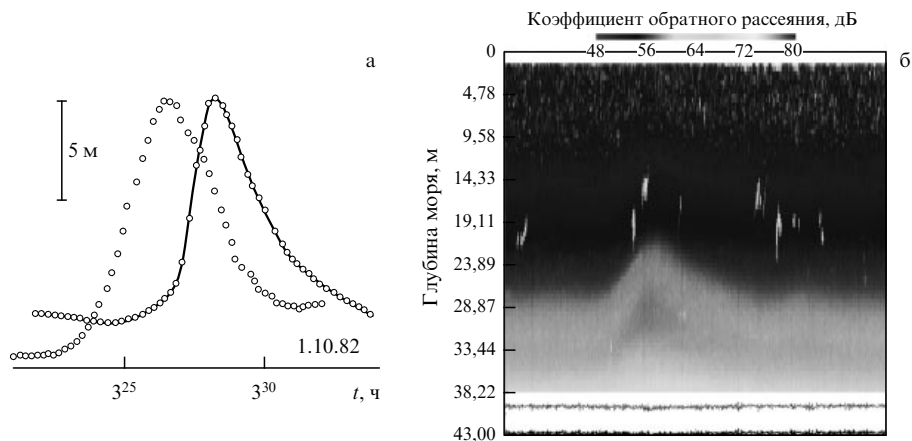 а
5 м
1.10.82
3²⁵ 3³⁰ t, ч
Коэффициент обратного рассеяния, дБ
48 56 64 72 80
б
Глубина моря, м
0
4,78
9,58
14,33
19,11
23,89
28,87
33,44
38,22
43,00